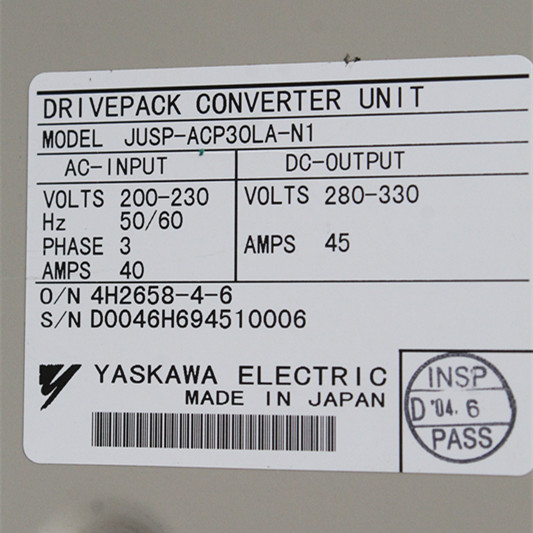 DRIVEPACK CONVERTER UNIT
MODEL JUSP-ACP30LA-N1
AC-INPUT DC-OUTPUT
VOLTS 200-230 VOLTS 280-330
Hz 50/60
PHASE 3 AMPS 45
AMPS 40
O/N 4H2658-4-6
S/N D0046H694510006
YASKAWA ELECTRIC
MADE IN JAPAN
INSP
D '04. 6
PASS